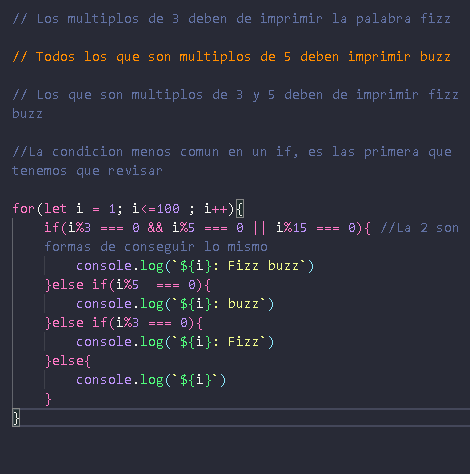 // Los multiplos de 3 deben de imprimir la palabra fizz
// Todos los que son multiplos de 5 deben imprimir buzz
// Los que son multiplos de 3 y 5 deben de imprimir fizz
buzz
//La condicion menos comun en un if, es las primera que
tenemos que revisar
for(let i = 1; i<=100 ; i++){
    if(i%3 === 0 && i%5 === 0 || i%15 === 0){ //La 2 son
    formas de conseguir lo mismo
        console.log(`${i}: Fizz buzz`)
    }else if(i%5  === 0){
        console.log(`${i}: buzz`)
    }else if(i%3 === 0){
        console.log(`${i}: Fizz`)
    }else{
        console.log(`${i}`)
    }
}